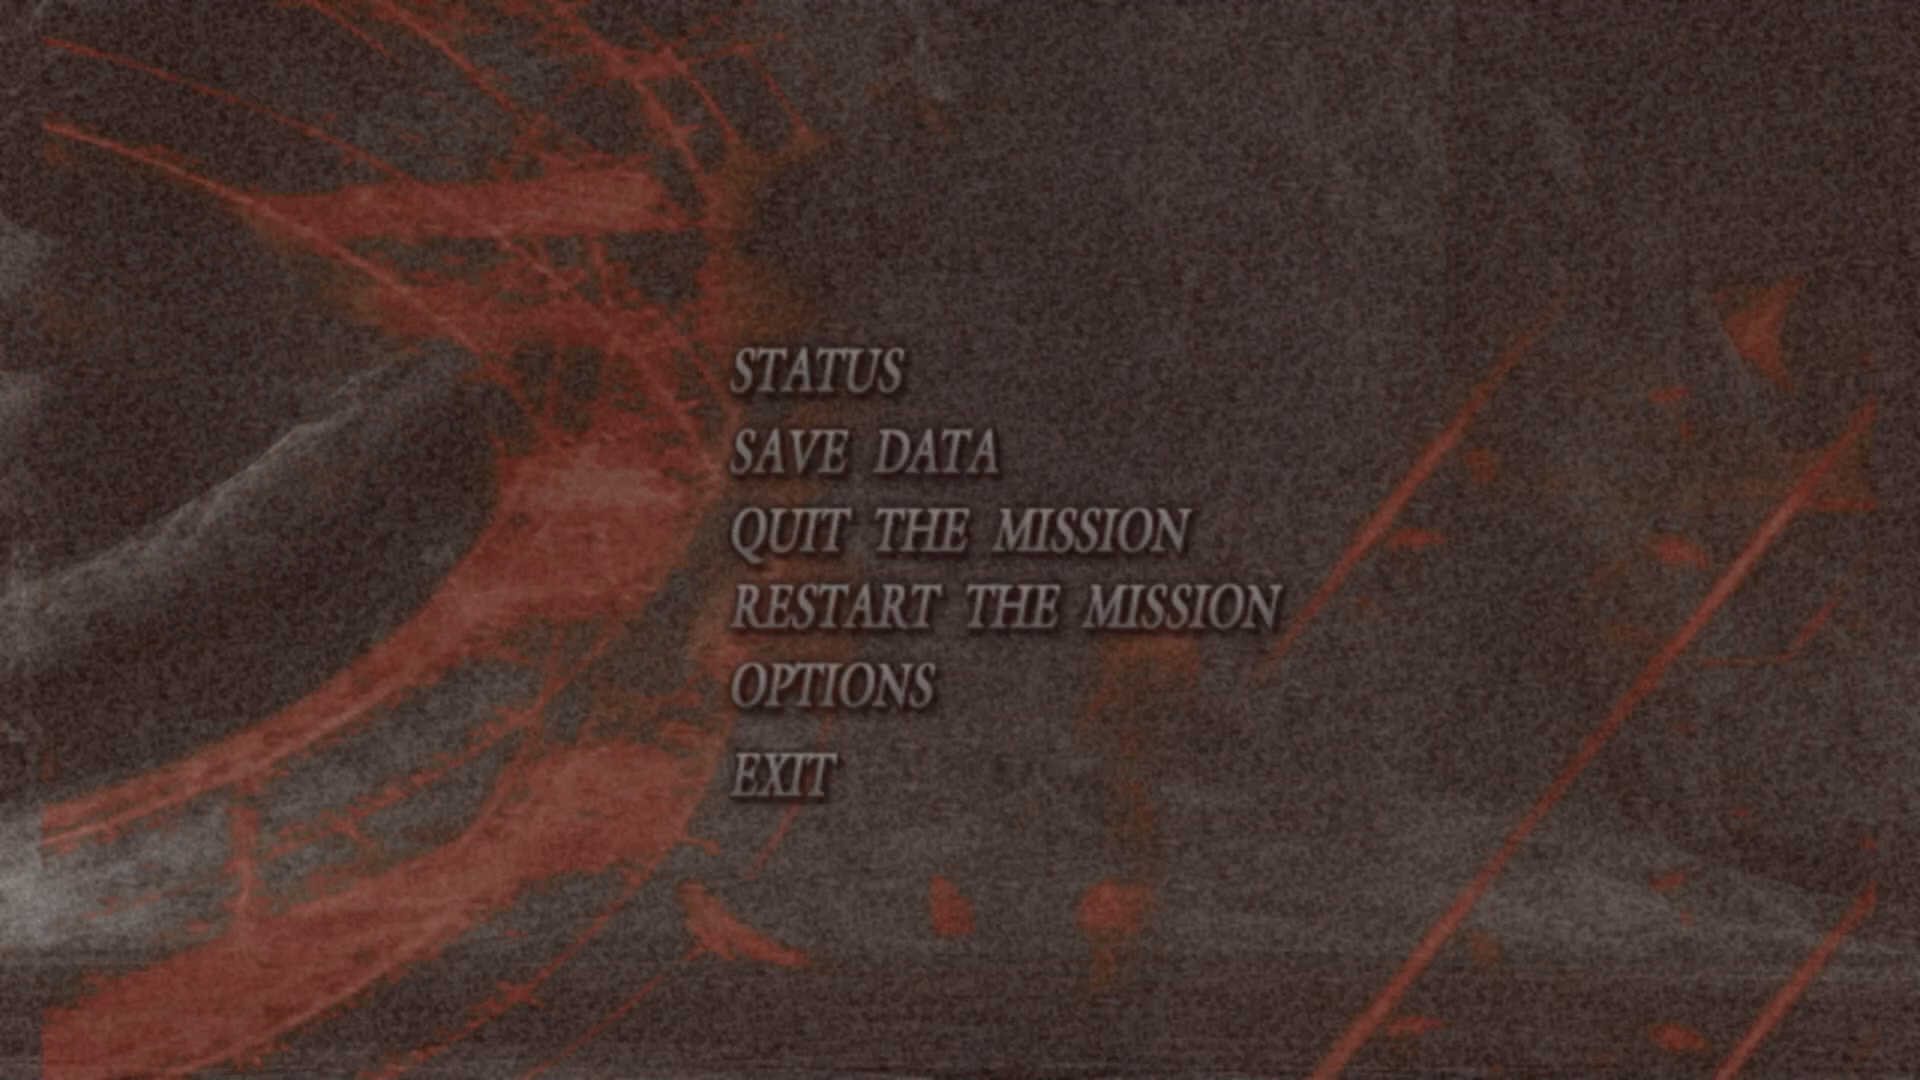 STATUS
SAVE DATA
QUIT THE MISSION
RESTART THE MISSION
OPTIONS
EXIT